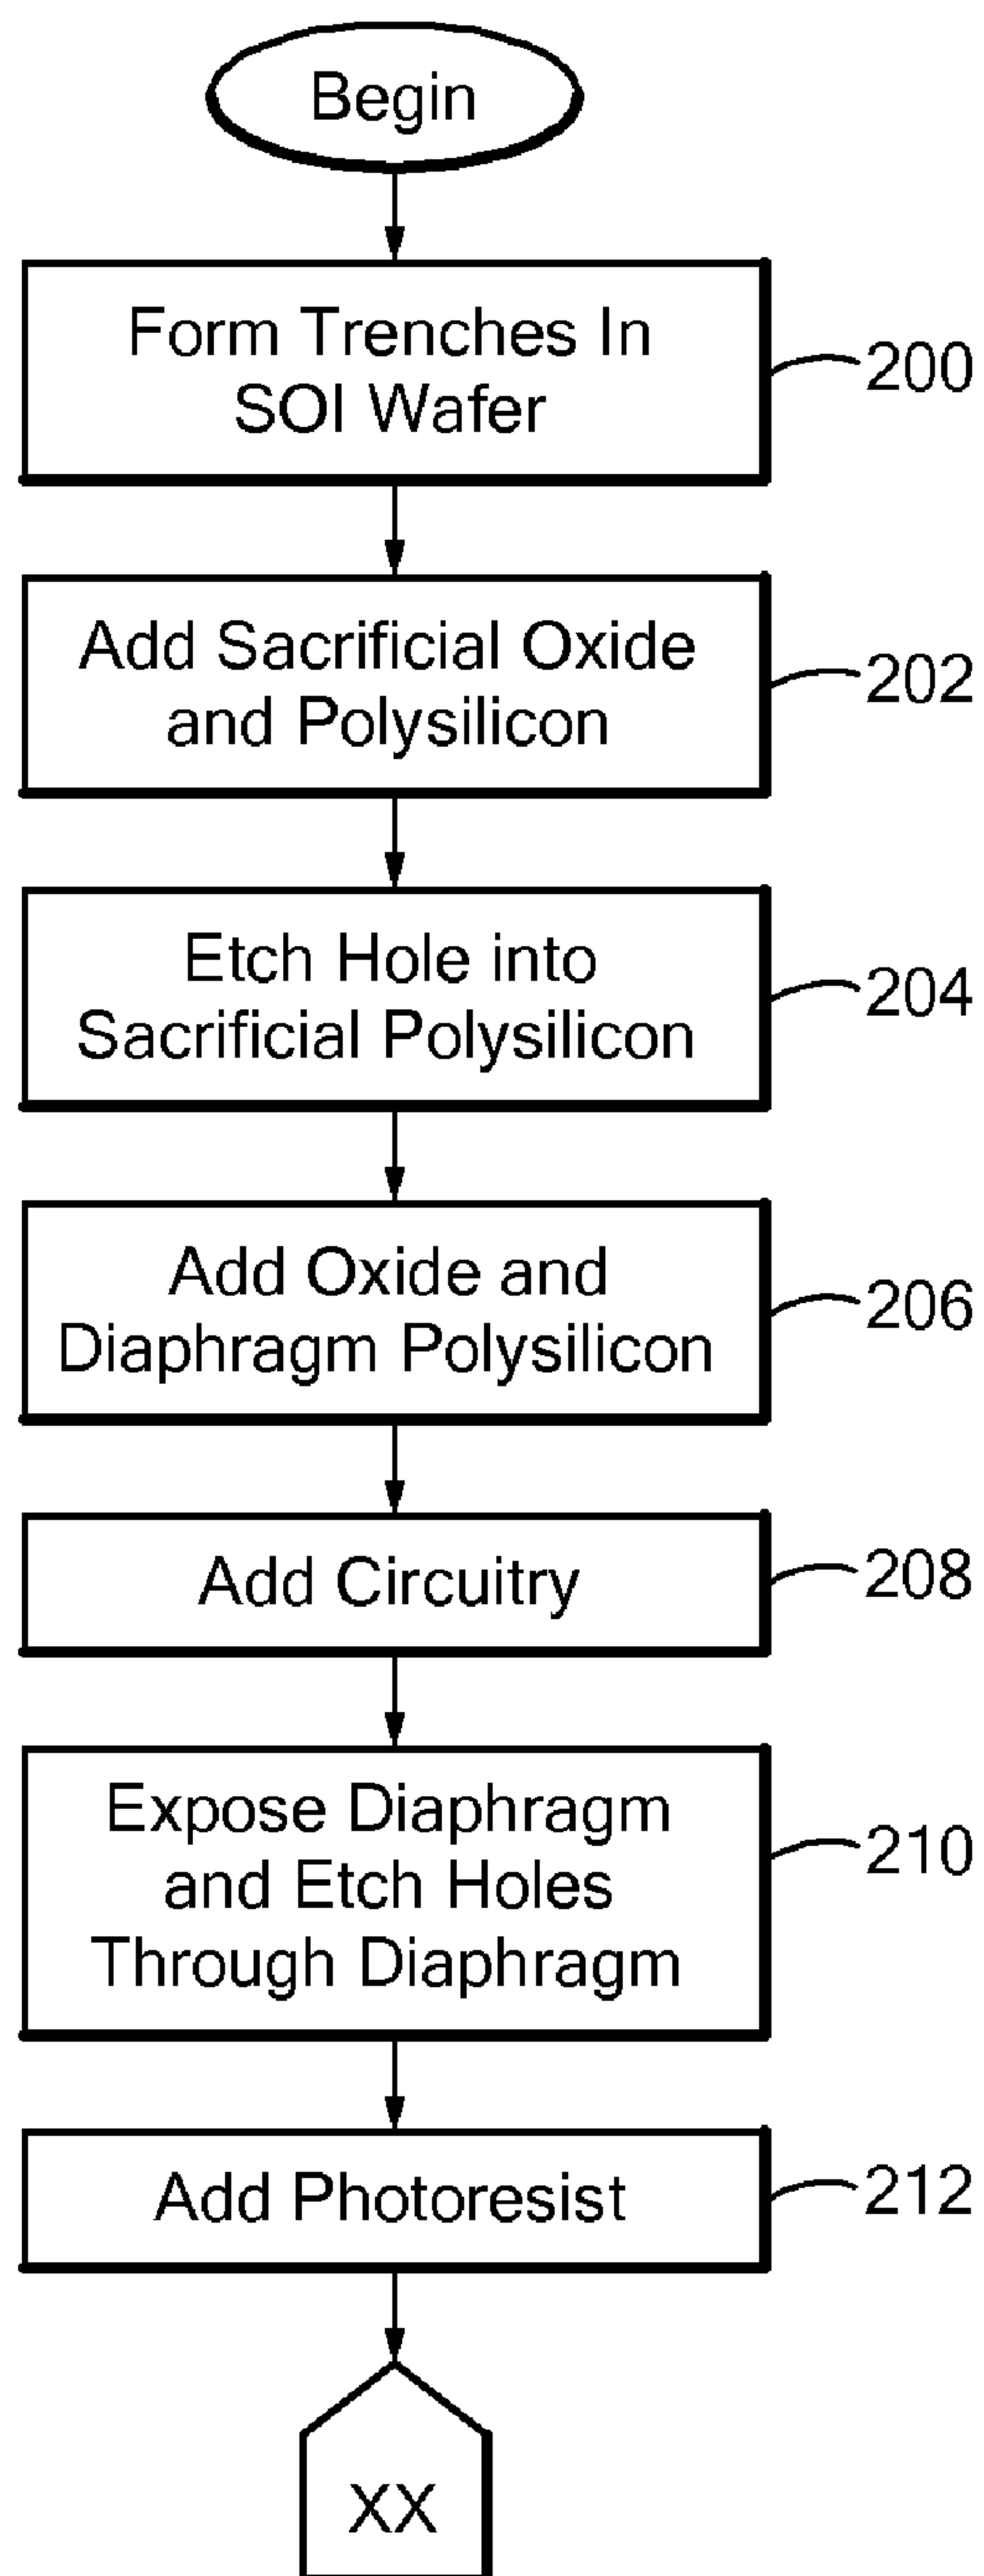 Begin
Form Trenches In
SOI Wafer
200
Add Sacrificial Oxide
and Polysilicon
202
Etch Hole into
Sacrificial Polysilicon
204
Add Oxide and
Diaphragm Polysilicon
206
Add Circuitry
208
Expose Diaphragm
and Etch Holes
Through Diaphragm
210
Add Photoresist
212
XX